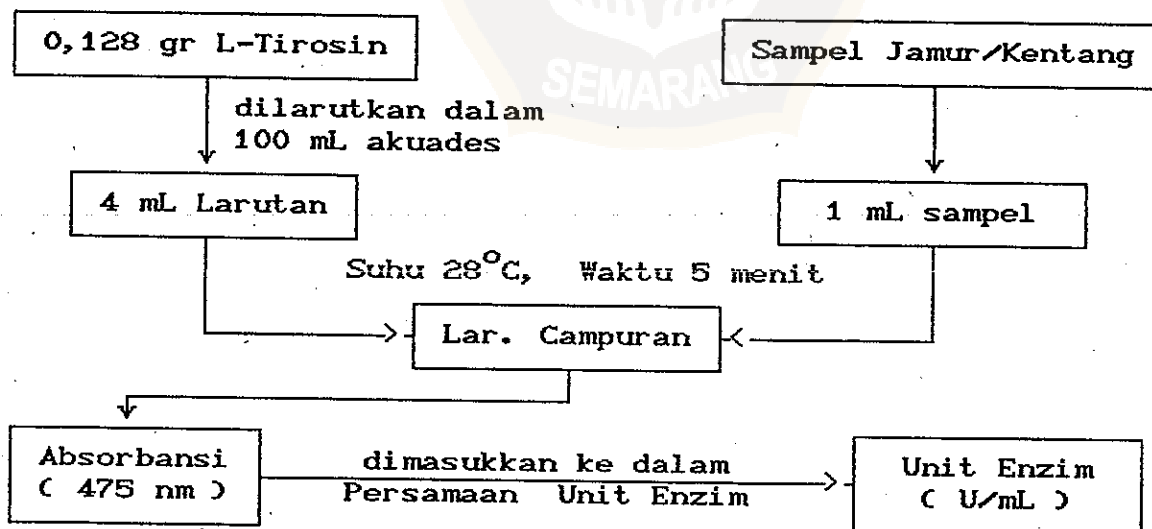 0,128 gr L-Tirosin
Sampel Jamur/Kentang
SEMARANG
dilarutkan dalam
100 mL akuades
4 mL Larutan
1 mL sampel
Suhu 28°C, Waktu 5 menit
Lar. Campuran
Absorbansi
( 475 nm )
dimasukkan ke dalam
Persamaan Unit Enzim
Unit Enzim
( U/mL )